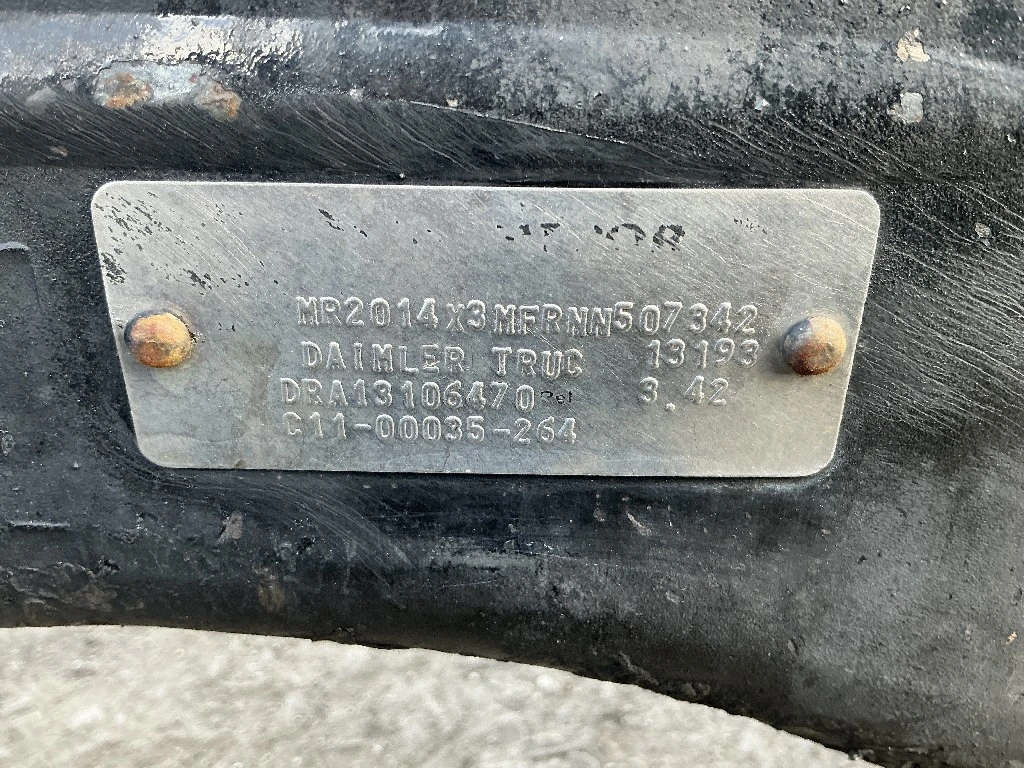 MR2014X3MFRNN507342
DAIMLER TRUC 13193
DRA13106470 3.42
C11-00035-264